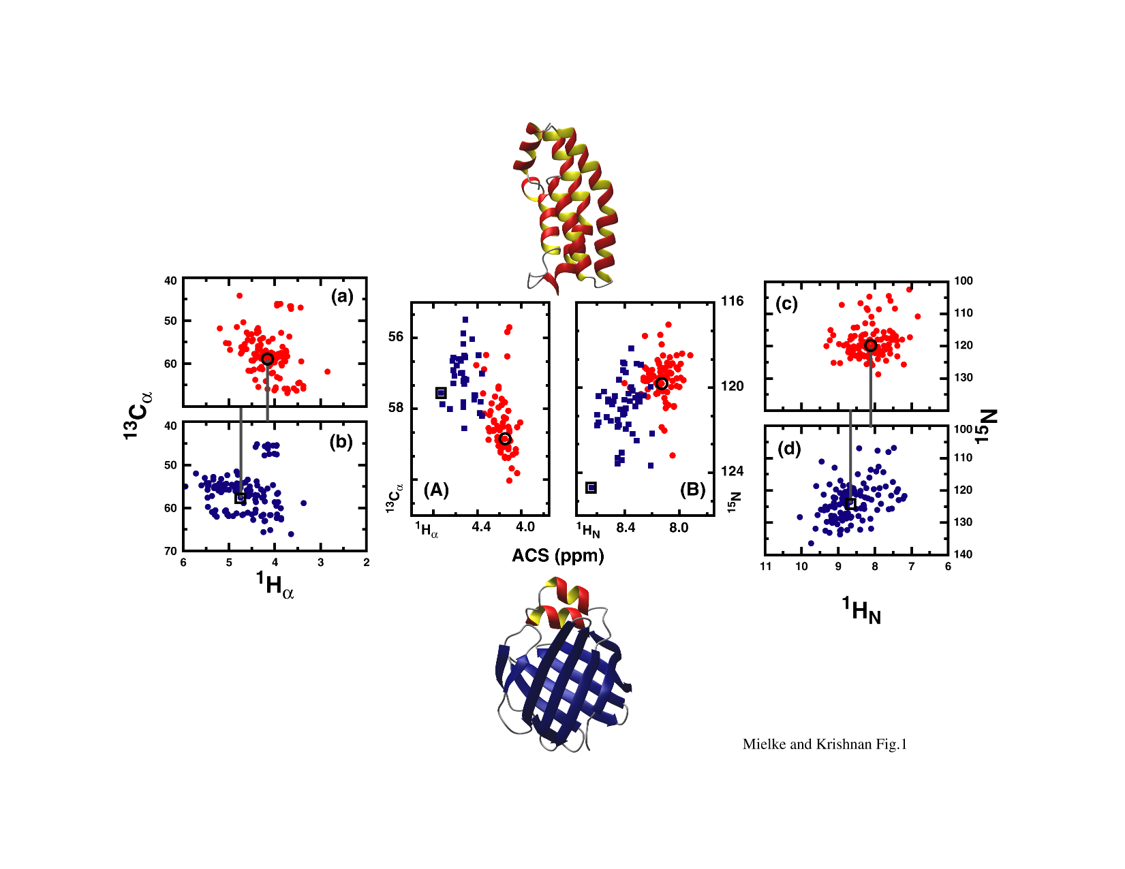 40
50
60
(a)
40
50
60
70
(b)
6
5
4
3
2
13Cα
1Hα
56
58
13Cα
(A)
1Hα
4.4
4.0
116
120
124
15N
(B)
1HN
8.4
8.0
ACS (ppm)
(c)
100
110
120
130
(d)
100
110
120
130
140
15N
11
10
9
8
7
6
1HN
Mielke and Krishnan Fig.1